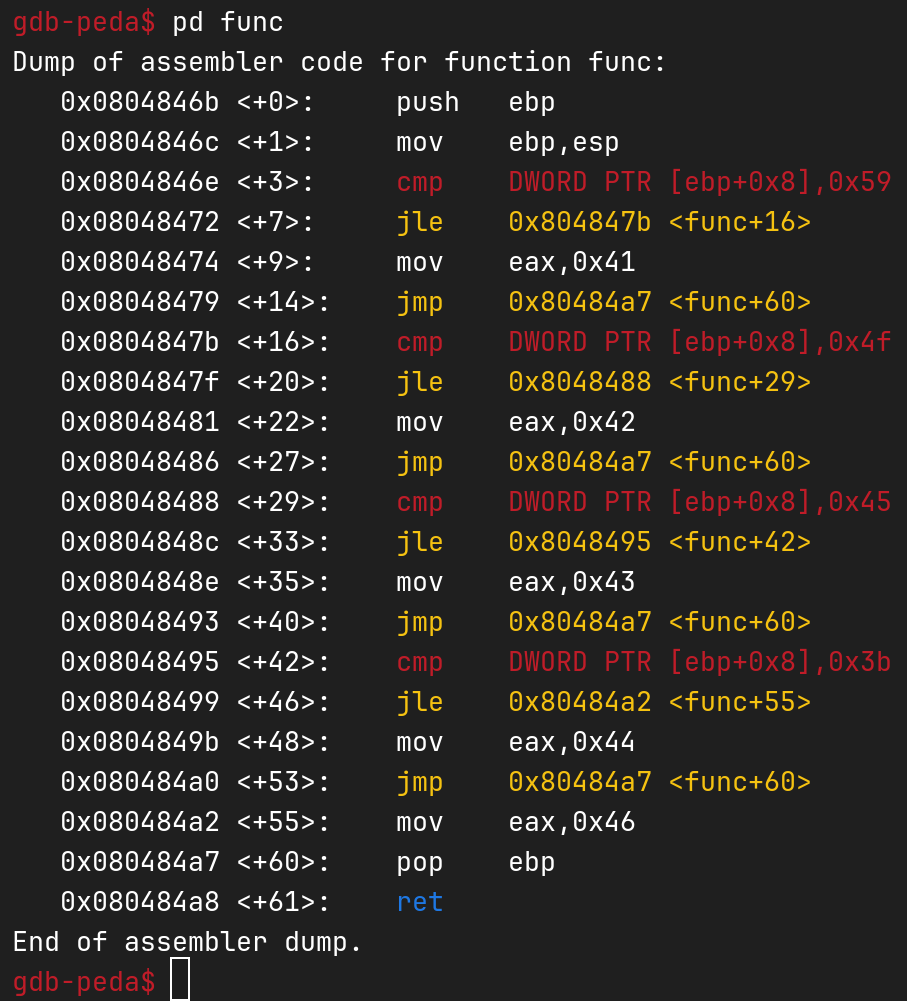 gdb-peda$ pd func
Dump of assembler code for function func:
   0x0804846b <+0>:     push   ebp
   0x0804846c <+1>:     mov    ebp,esp
   0x0804846e <+3>:     cmp    DWORD PTR [ebp+0x8],0x59
   0x08048472 <+7>:     jle    0x804847b <func+16>
   0x08048474 <+9>:     mov    eax,0x41
   0x08048479 <+14>:    jmp    0x80484a7 <func+60>
   0x0804847b <+16>:    cmp    DWORD PTR [ebp+0x8],0x4f
   0x0804847f <+20>:    jle    0x8048488 <func+29>
   0x08048481 <+22>:    mov    eax,0x42
   0x08048486 <+27>:    jmp    0x80484a7 <func+60>
   0x08048488 <+29>:    cmp    DWORD PTR [ebp+0x8],0x45
   0x0804848c <+33>:    jle    0x8048495 <func+42>
   0x0804848e <+35>:    mov    eax,0x43
   0x08048493 <+40>:    jmp    0x80484a7 <func+60>
   0x08048495 <+42>:    cmp    DWORD PTR [ebp+0x8],0x3b
   0x08048499 <+46>:    jle    0x80484a2 <func+55>
   0x0804849b <+48>:    mov    eax,0x44
   0x080484a0 <+53>:    jmp    0x80484a7 <func+60>
   0x080484a2 <+55>:    mov    eax,0x46
   0x080484a7 <+60>:    pop    ebp
   0x080484a8 <+61>:    ret
End of assembler dump.
gdb-peda$